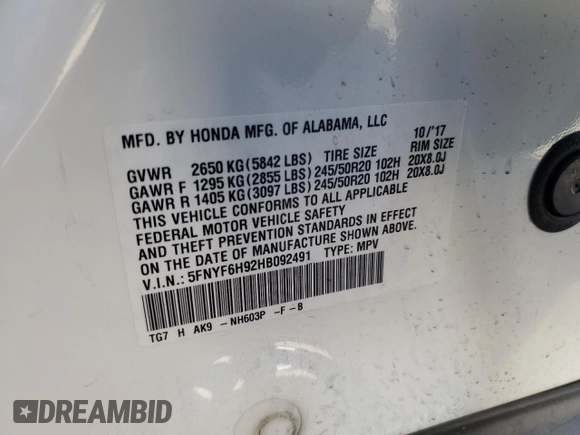 MFD. BY HONDA MFG. OF ALABAMA, LLC 10/'17
GVWR 2650 KG (5842 LBS) TIRE SIZE RIM SIZE
GAWR F 1295 KG (2855 LBS) 245/50R20 102H 20X8.0J
GAWR R 1405 KG (3097 LBS) 245/50R20 102H 20X8.0J
THIS VEHICLE CONFORMS TO ALL APPLICABLE
FEDERAL MOTOR VEHICLE SAFETY
AND THEFT PREVENTION STANDARDS IN EFFECT
ON THE DATE OF MANUFACTURE SHOWN ABOVE.
V.I.N.: 5FNYF6H92HB092491 TYPE: MPV
TG7 H AK9 - NH603P - F - B
DREAMBID